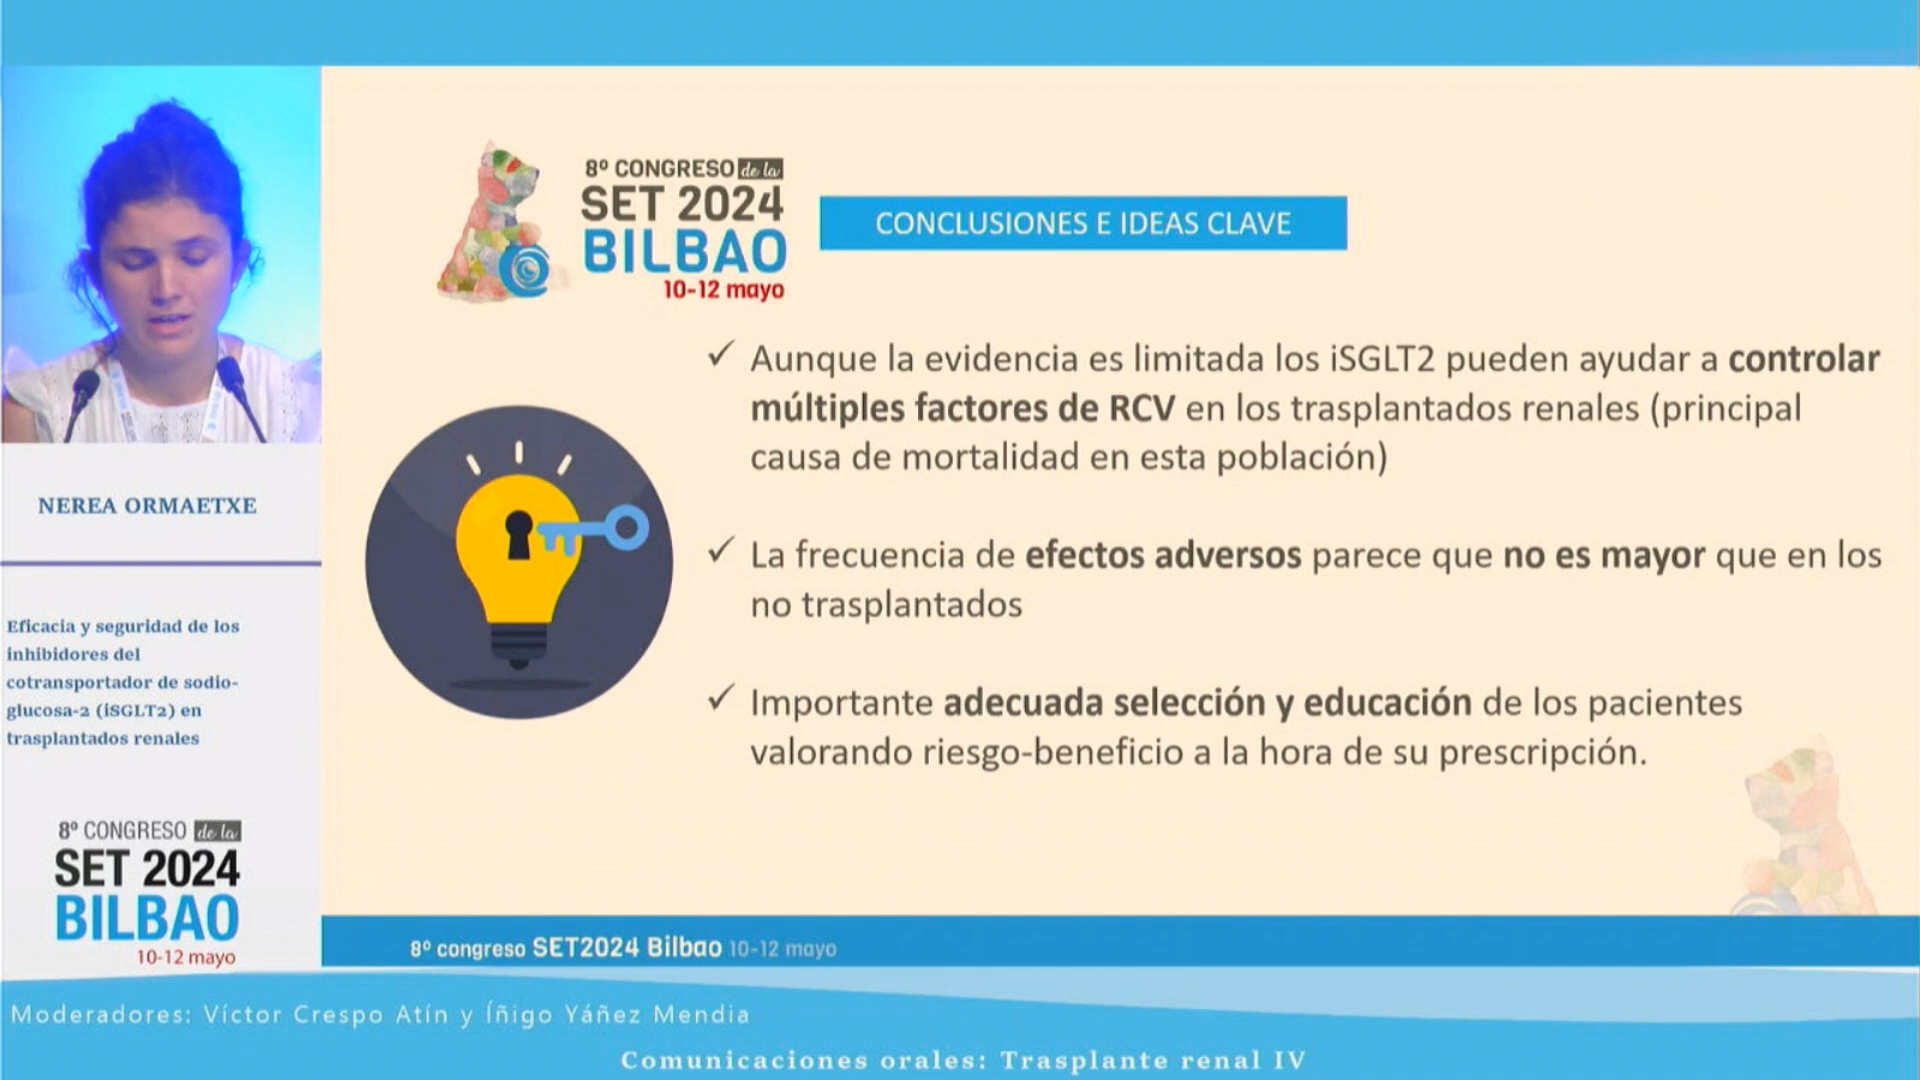 8º CONGRESO de la
SET 2024
BILBAO
10-12 mayo
CONCLUSIONES E IDEAS CLAVE
✓ Aunque la evidencia es limitada los iSGLT2 pueden ayudar a controlar
múltiples factores de RCV en los trasplantados renales (principal
causa de mortalidad en esta población)
✓ La frecuencia de efectos adversos parece que no es mayor que en los
no trasplantados
✓ Importante adecuada selección y educación de los pacientes
valorando riesgo-beneficio a la hora de su prescripción.
8º congreso SET2024 Bilbao 10-12 mayo
NEREA ORMAETXE
Eficacia y seguridad de los
inhibidores del
cotransportador de sodio-
glucosa-2 (iSGLT2) en
trasplantados renales
8º CONGRESO de la
SET 2024
BILBAO
10-12 mayo
Moderadores: Víctor Crespo Atín y Íñigo Yáñez Mendia
Comunicaciones orales: Trasplante renal IV